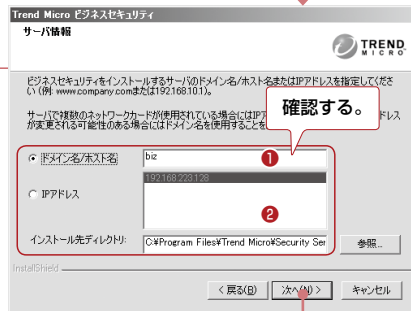 Trend Micro ビジネスセキュリティ
サーバ情報
TREND
MICRO
ビジネスセキュリティをインストールするサーバのドメイン名/ホスト名またはIPアドレスを指定してくださ
い (例: www.company.comまたは192.168.10.1)。
サーバで複数のネットワークカードが使用されている場合にはIPア
ドレス
が変更される可能性のある場合にはドメイン名を使用することを
確認する。
ドメイン名/ホスト名
biz
❶
192.168.223.128
IPアドレス
❷
インストール先ディレクトリ:
C:¥Program Files¥Trend Micro¥Security Ser
参照...
InstallShield
< 戻る(B)
次へ(N) >
キャンセル